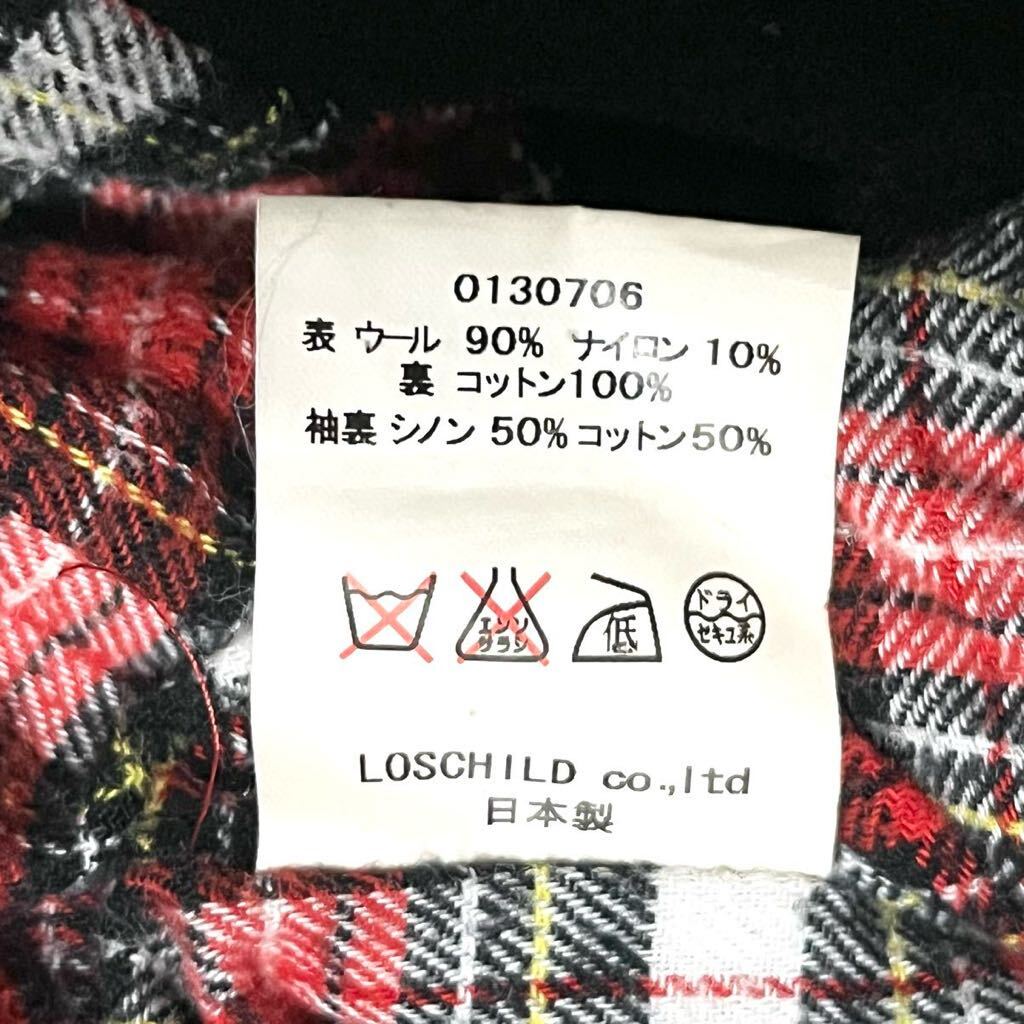 0130706
表 ウール 90% ナイロン 10%
裏 コットン100%
袖裏 シノン 50% コットン50%
エンソ
サラシ
低
ドライ
セキユ系
LOSCHILD co.,ltd
日本製